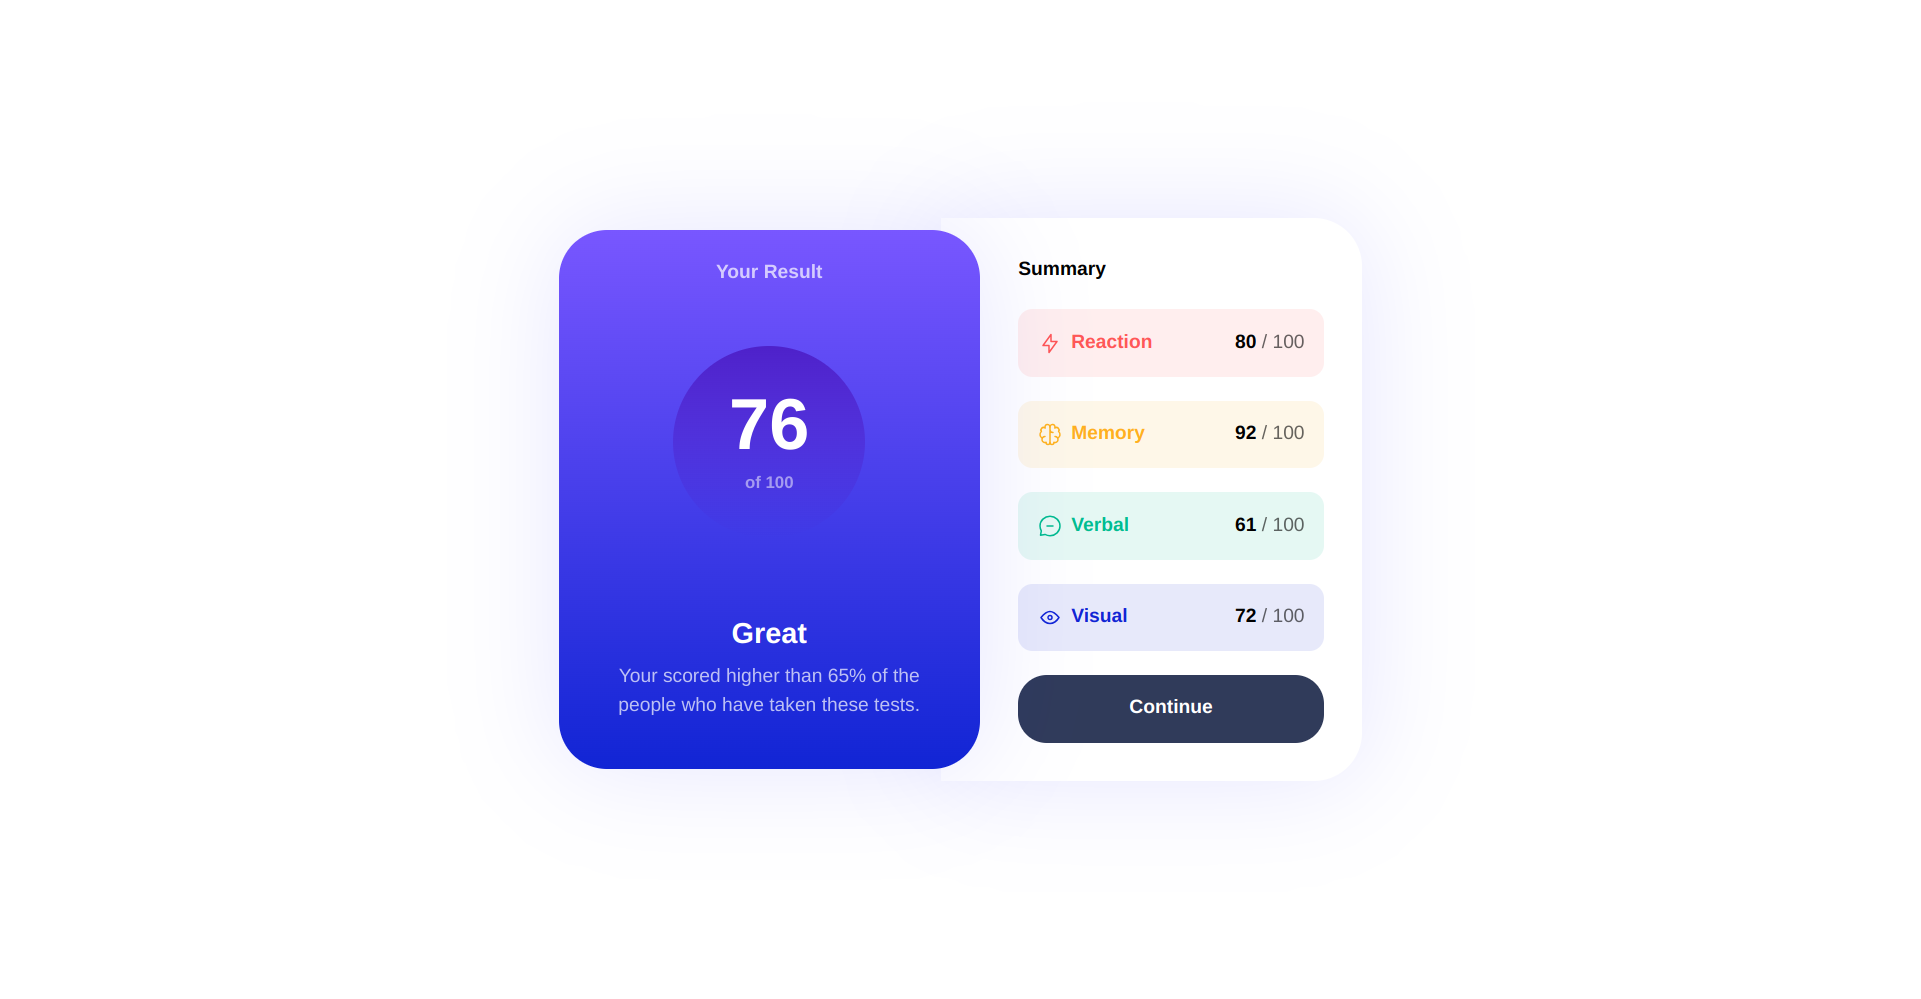 Your Result
76
of 100
Great
Your scored higher than 65% of the
people who have taken these tests.
Summary
Reaction 80 / 100
Memory 92 / 100
Verbal 61 / 100
Visual 72 / 100
Continue